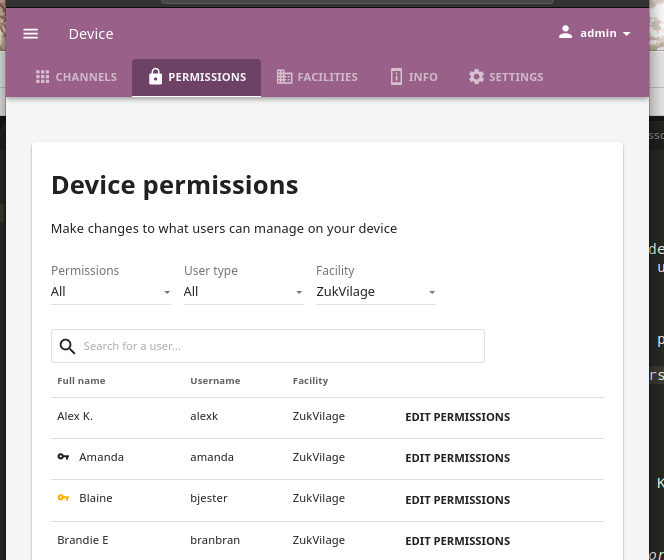 Device
admin
CHANNELS PERMISSIONS FACILITIES INFO SETTINGS
Device permissions
Make changes to what users can manage on your device
Permissions User type Facility
All All ZukVilage
Search for a user...
Full name Username Facility
Alex K. alexk ZukVilage EDIT PERMISSIONS
Amanda amanda ZukVilage EDIT PERMISSIONS
Blaine bjester ZukVilage EDIT PERMISSIONS
Brandie E branbran ZukVilage EDIT PERMISSIONS